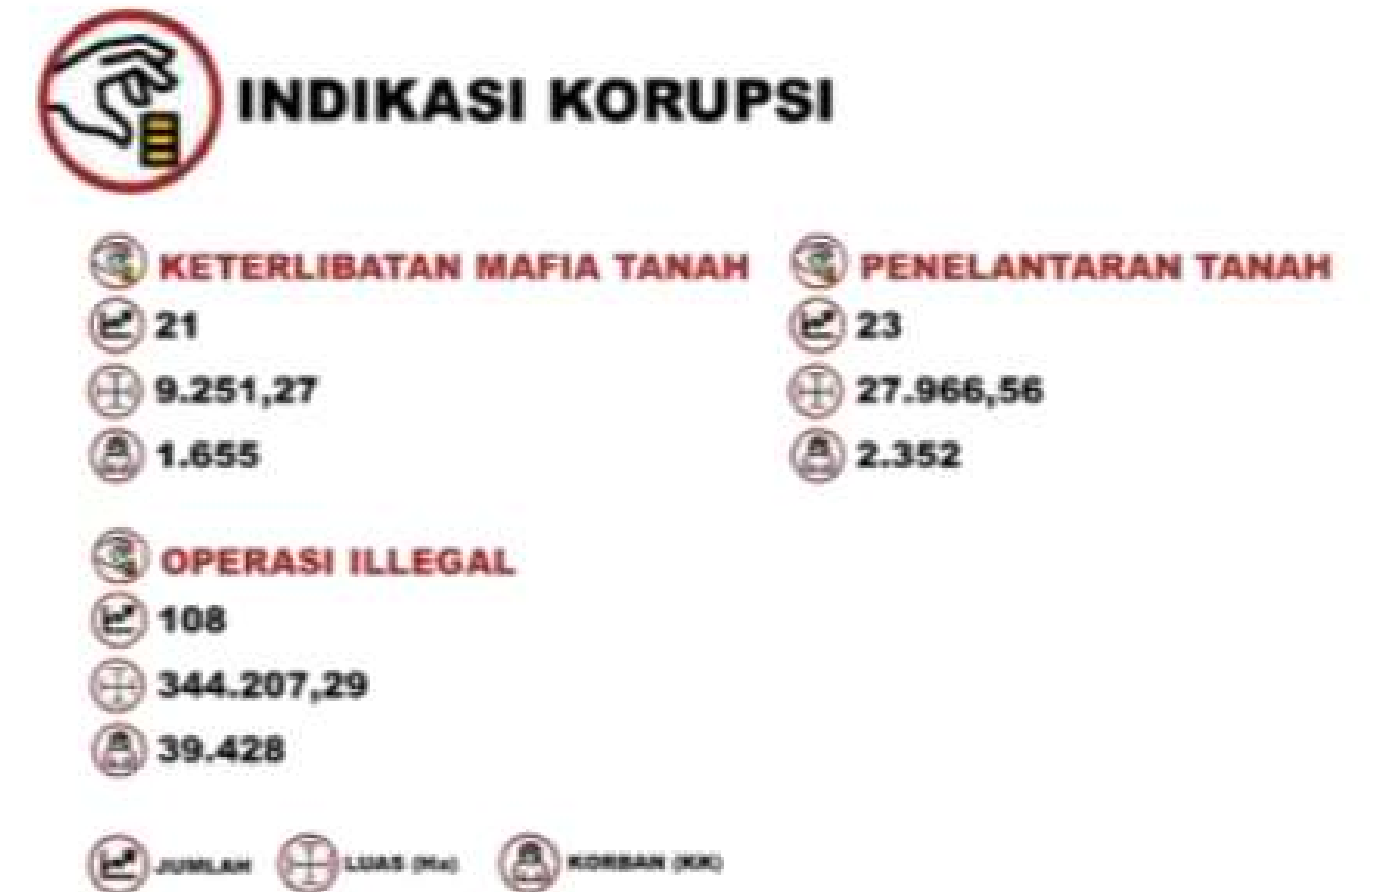 INDIKASI KORUPSI
KETERLIBATAN MAFIA TANAH
21
9.251,27
1.655
PENELANTARAN TANAH
23
27.966,56
2.352
OPERASI ILLEGAL
108
344.207,29
39.428
JUMLAH LUAS (Ha) KORBAN (KK)